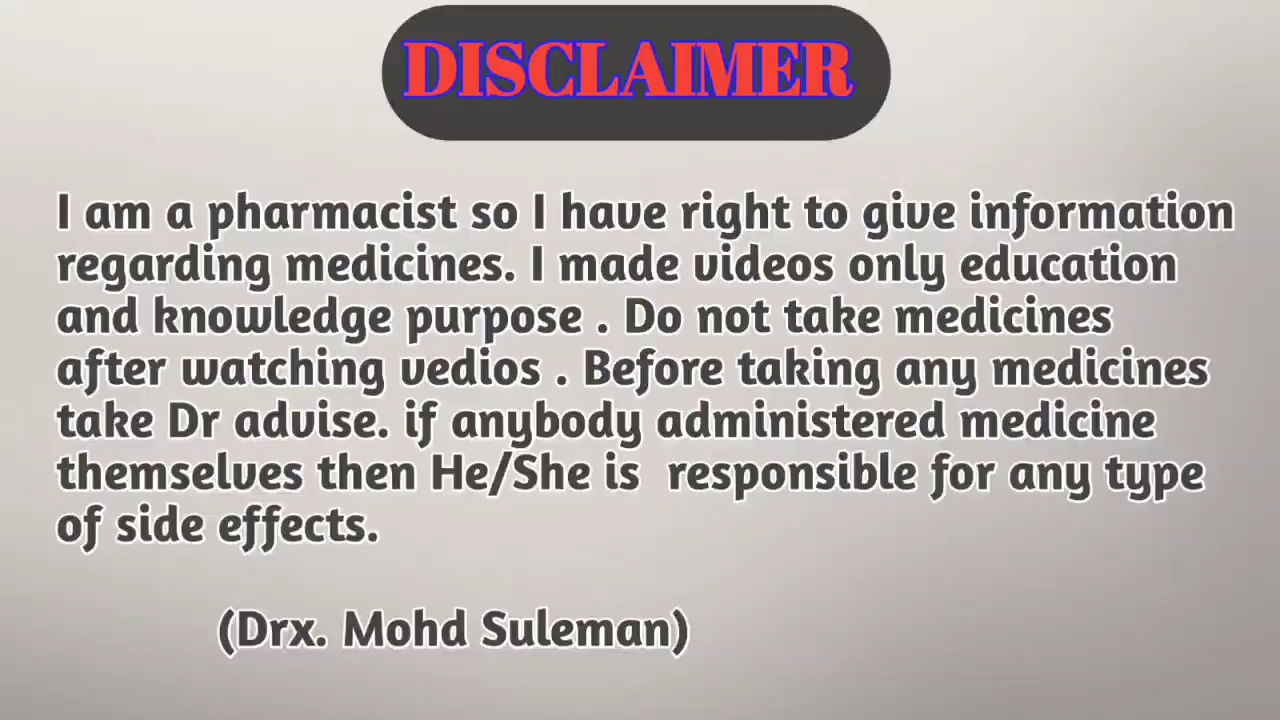 DISCLAIMER
I am a pharmacist so I have right to give information
regarding medicines. I made videos only education
and knowledge purpose . Do not take medicines
after watching vedios . Before taking any medicines
take Dr advise. if anybody administered medicine
themselves then He/She is  responsible for any type
of side effects.
(Drx. Mohd Suleman)